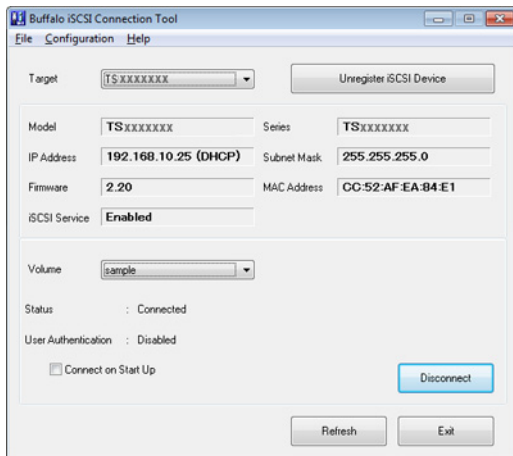 Buffalo iSCSI Connection Tool
File Configuration Help
Target TSXXXXXXX Unregister iSCSI Device
Model TSxxxxxxx Series TSxxxxxxx
IP Address 192.168.10.25 (DHCP) Subnet Mask 255.255.255.0
Firmware 2.20 MAC Address CC:52:AF:EA:84:E1
iSCSI Service Enabled
Volume sample
Status : Connected
User Authentication : Disabled
Connect on Start Up
Disconnect
Refresh Exit